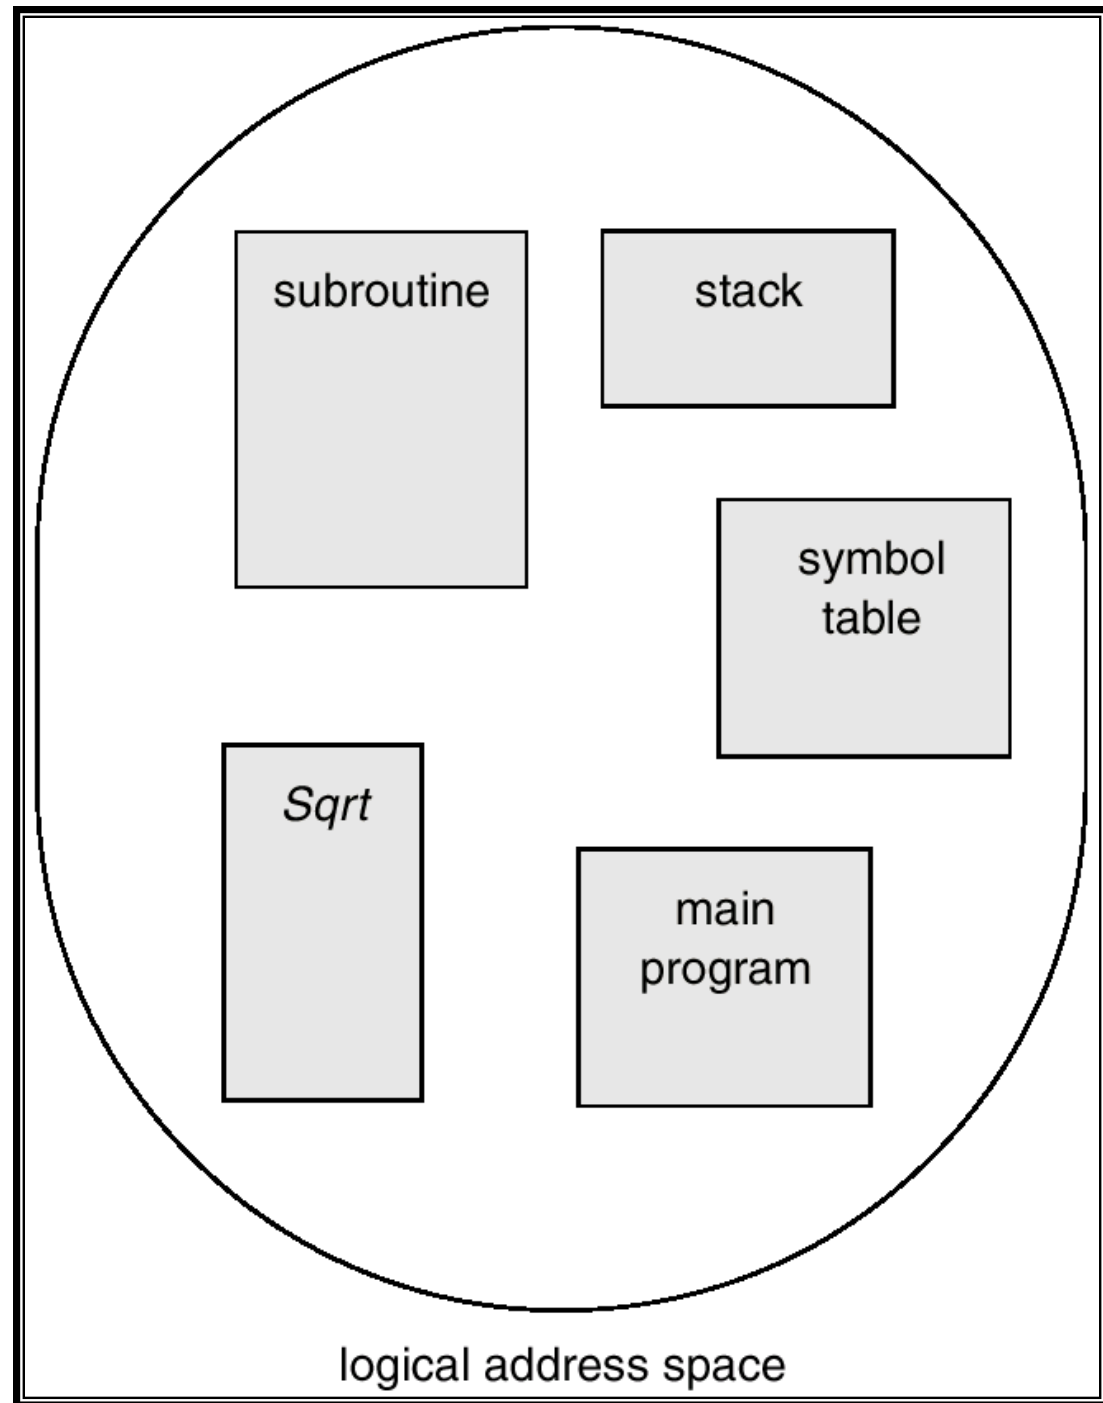 subroutine
stack
symbol
table
Sqrt
main
program
logical address space